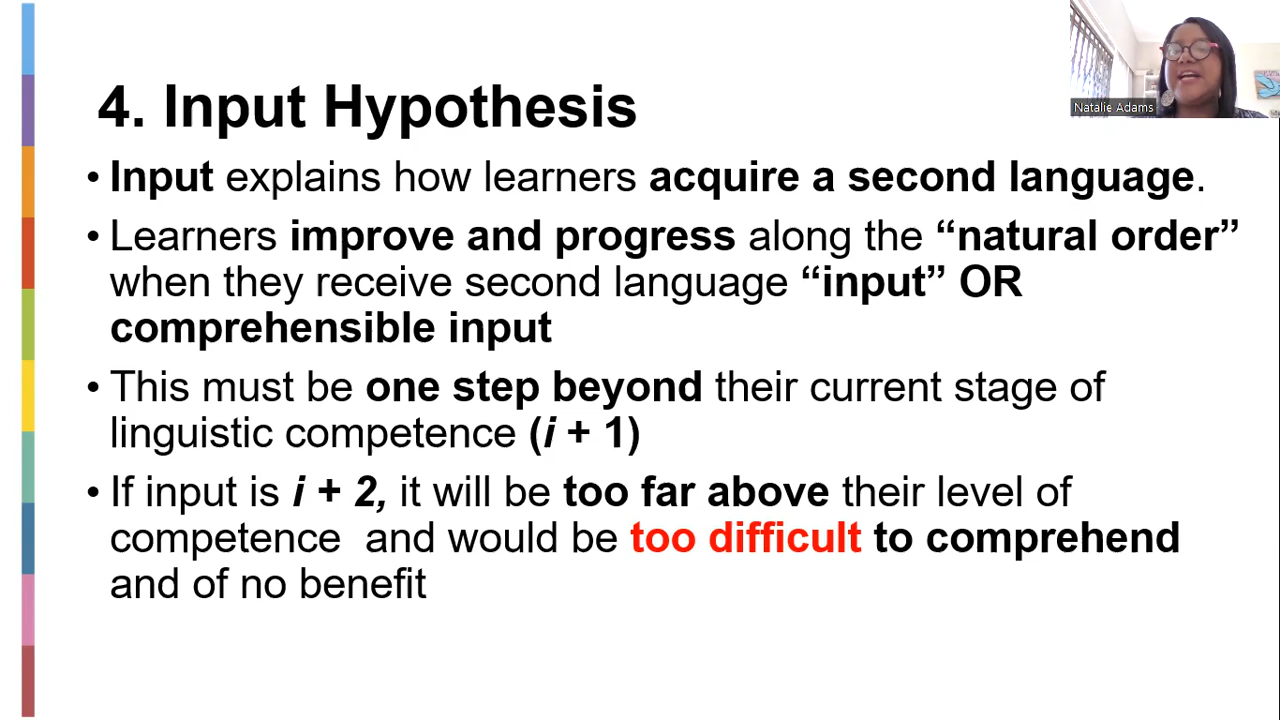 4. Input Hypothesis
Natalie Adams
• Input explains how learners acquire a second language.
• Learners improve and progress along the “natural order”
when they receive second language “input” OR
comprehensible input
• This must be one step beyond their current stage of
linguistic competence (i + 1)
• If input is i + 2, it will be too far above their level of
competence  and would be too difficult to comprehend
and of no benefit